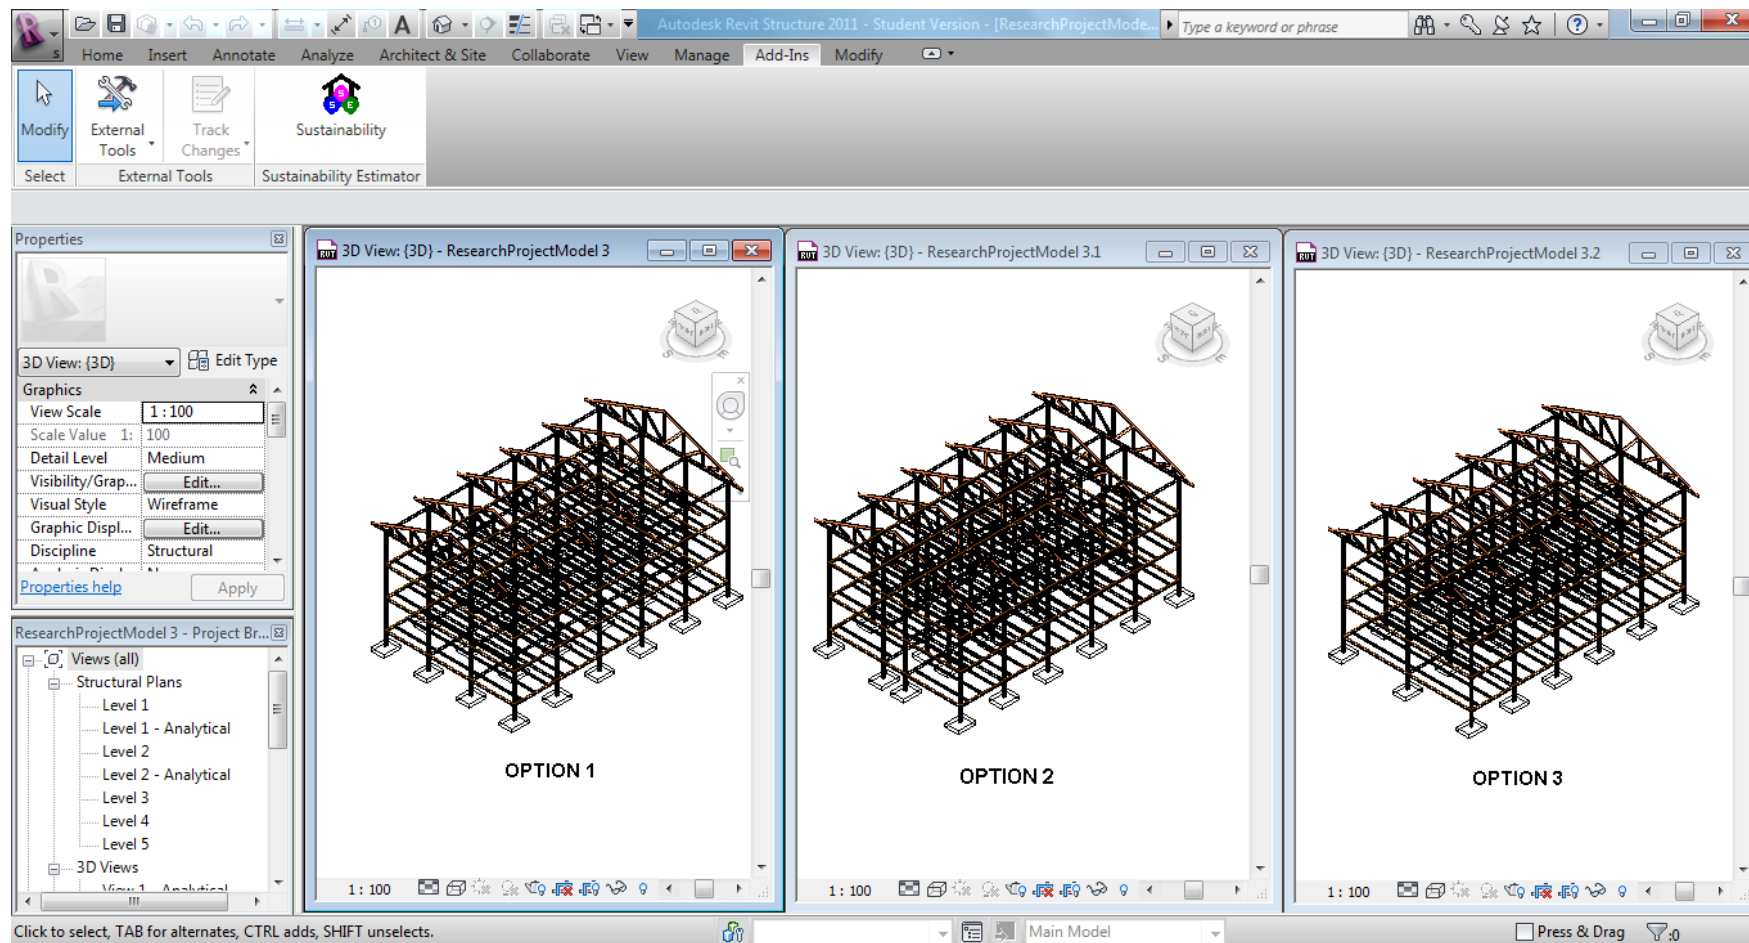 Autodesk Revit Structure 2011 - Student Version - [ResearchProjectMode...
Type a keyword or phrase
Home Insert Annotate Analyze Architect & Site Collaborate View Manage Add-Ins Modify
Modify
External Tools
Track Changes
Sustainability
Select
External Tools
Sustainability Estimator
Properties
3D View: {3D}
Edit Type
Graphics
View Scale 1 : 100
Scale Value 1: 100
Detail Level Medium
Visibility/Grap... Edit...
Visual Style Wireframe
Graphic Displ... Edit...
Discipline Structural
Properties help
Apply
ResearchProjectModel 3 - Project Br...
Views (all)
Structural Plans
Level 1
Level 1 - Analytical
Level 2
Level 2 - Analytical
Level 3
Level 4
Level 5
3D Views
View 1 - Analytical
3D View: {3D} - ResearchProjectModel 3
OPTION 1
1 : 100
3D View: {3D} - ResearchProjectModel 3.1
OPTION 2
1 : 100
3D View: {3D} - ResearchProjectModel 3.2
OPTION 3
1 : 100
Click to select, TAB for alternates, CTRL adds, SHIFT unselects.
Main Model
Press & Drag
:0